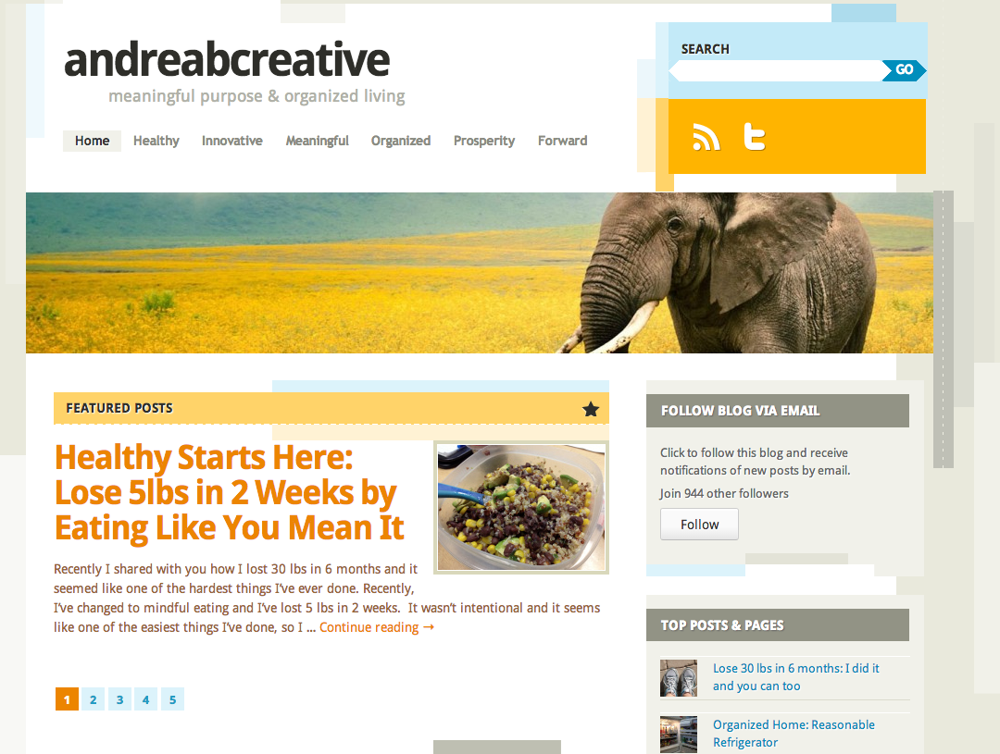 andreabcreative
meaningful purpose & organized living
Home Healthy Innovative Meaningful Organized Prosperity Forward
SEARCH
GO
FEATURED POSTS
Healthy Starts Here:
Lose 5lbs in 2 Weeks by
Eating Like You Mean It
Recently I shared with you how I lost 30 lbs in 6 months and it
seemed like one of the hardest things I've ever done. Recently,
I've changed to mindful eating and I've lost 5 lbs in 2 weeks.  It wasn't intentional and it seems
like one of the easiest things I've done, so I ... Continue reading →
1 2 3 4 5
FOLLOW BLOG VIA EMAIL
Click to follow this blog and receive
notifications of new posts by email.
Join 944 other followers
Follow
TOP POSTS & PAGES
Lose 30 lbs in 6 months: I did it
and you can too
Organized Home: Reasonable
Refrigerator